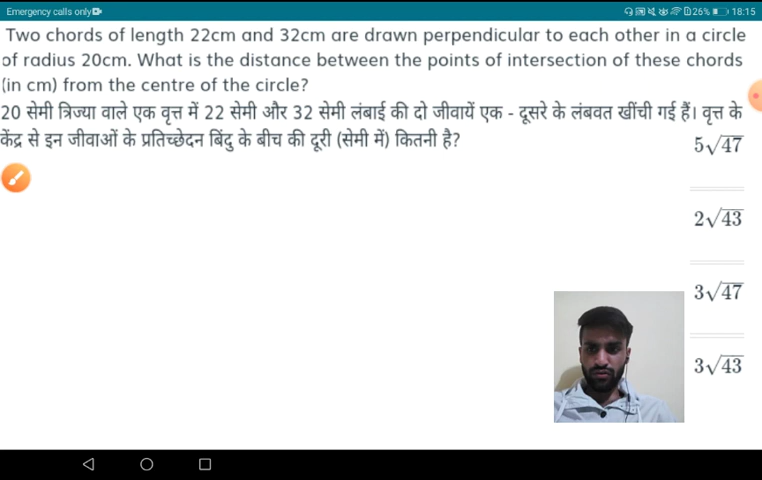 Emergency calls only 26% 18:15
Two chords of length 22cm and 32cm are drawn perpendicular to each other in a circle
of radius 20cm. What is the distance between the points of intersection of these chords
(in cm) from the centre of the circle?
20 सेमी त्रिज्या वाले एक वृत्त में 22 सेमी और 32 सेमी लंबाई की दो जीवायें एक - दूसरे के लंबवत खींची गई हैं। वृत्त के
केंद्र से इन जीवाओं के प्रतिच्छेदन बिंदु के बीच की दूरी (सेमी में) कितनी है?
5√47
2√43
3√47
3√43